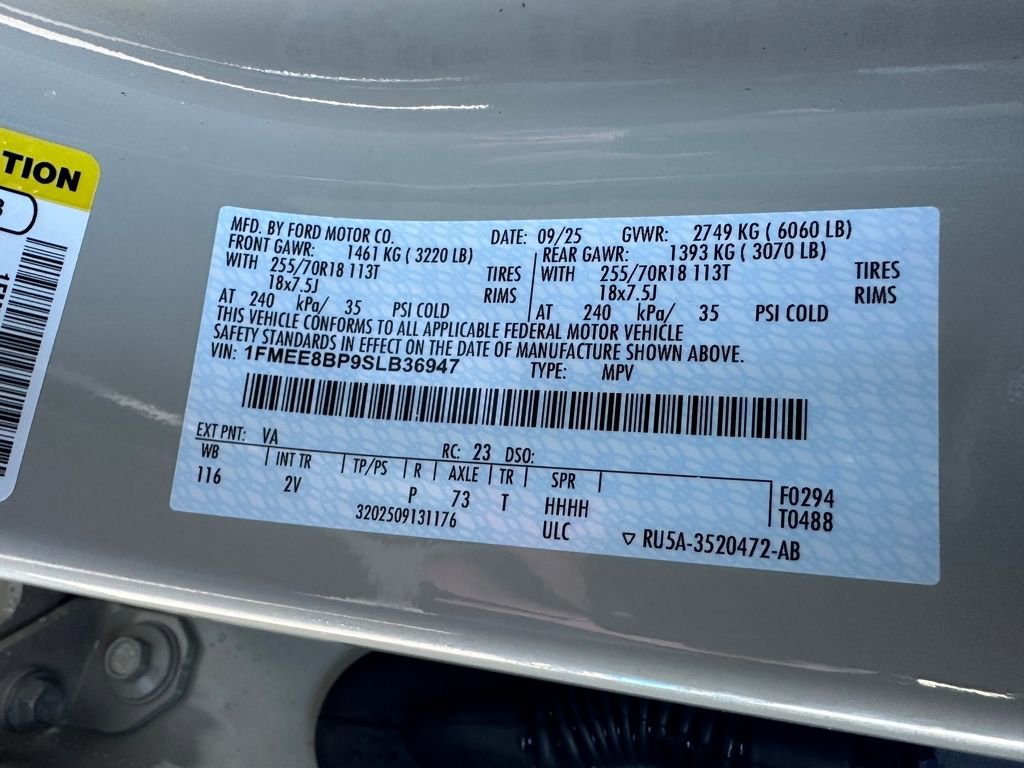 TION
MFD. BY FORD MOTOR CO. DATE: 09/25 GVWR: 2749 KG ( 6060 LB)
FRONT GAWR: 1461 KG ( 3220 LB) REAR GAWR: 1393 KG ( 3070 LB)
WITH 255/70R18 113T TIRES WITH 255/70R18 113T TIRES
18x7.5J RIMS 18x7.5J RIMS
AT 240 kPa/ 35 PSI COLD AT 240 kPa/ 35 PSI COLD
THIS VEHICLE CONFORMS TO ALL APPLICABLE FEDERAL MOTOR VEHICLE
SAFETY STANDARDS IN EFFECT ON THE DATE OF MANUFACTURE SHOWN ABOVE.
VIN: 1FMEE8BP9SLB36947 TYPE: MPV
EXT PNT: VA RC: 23 DSO:
WB INT TR TP/PS R AXLE TR SPR
116 2V P 73 T HHHH F0294
3202509131176 ULC T0488
▽ RU5A-3520472-AB